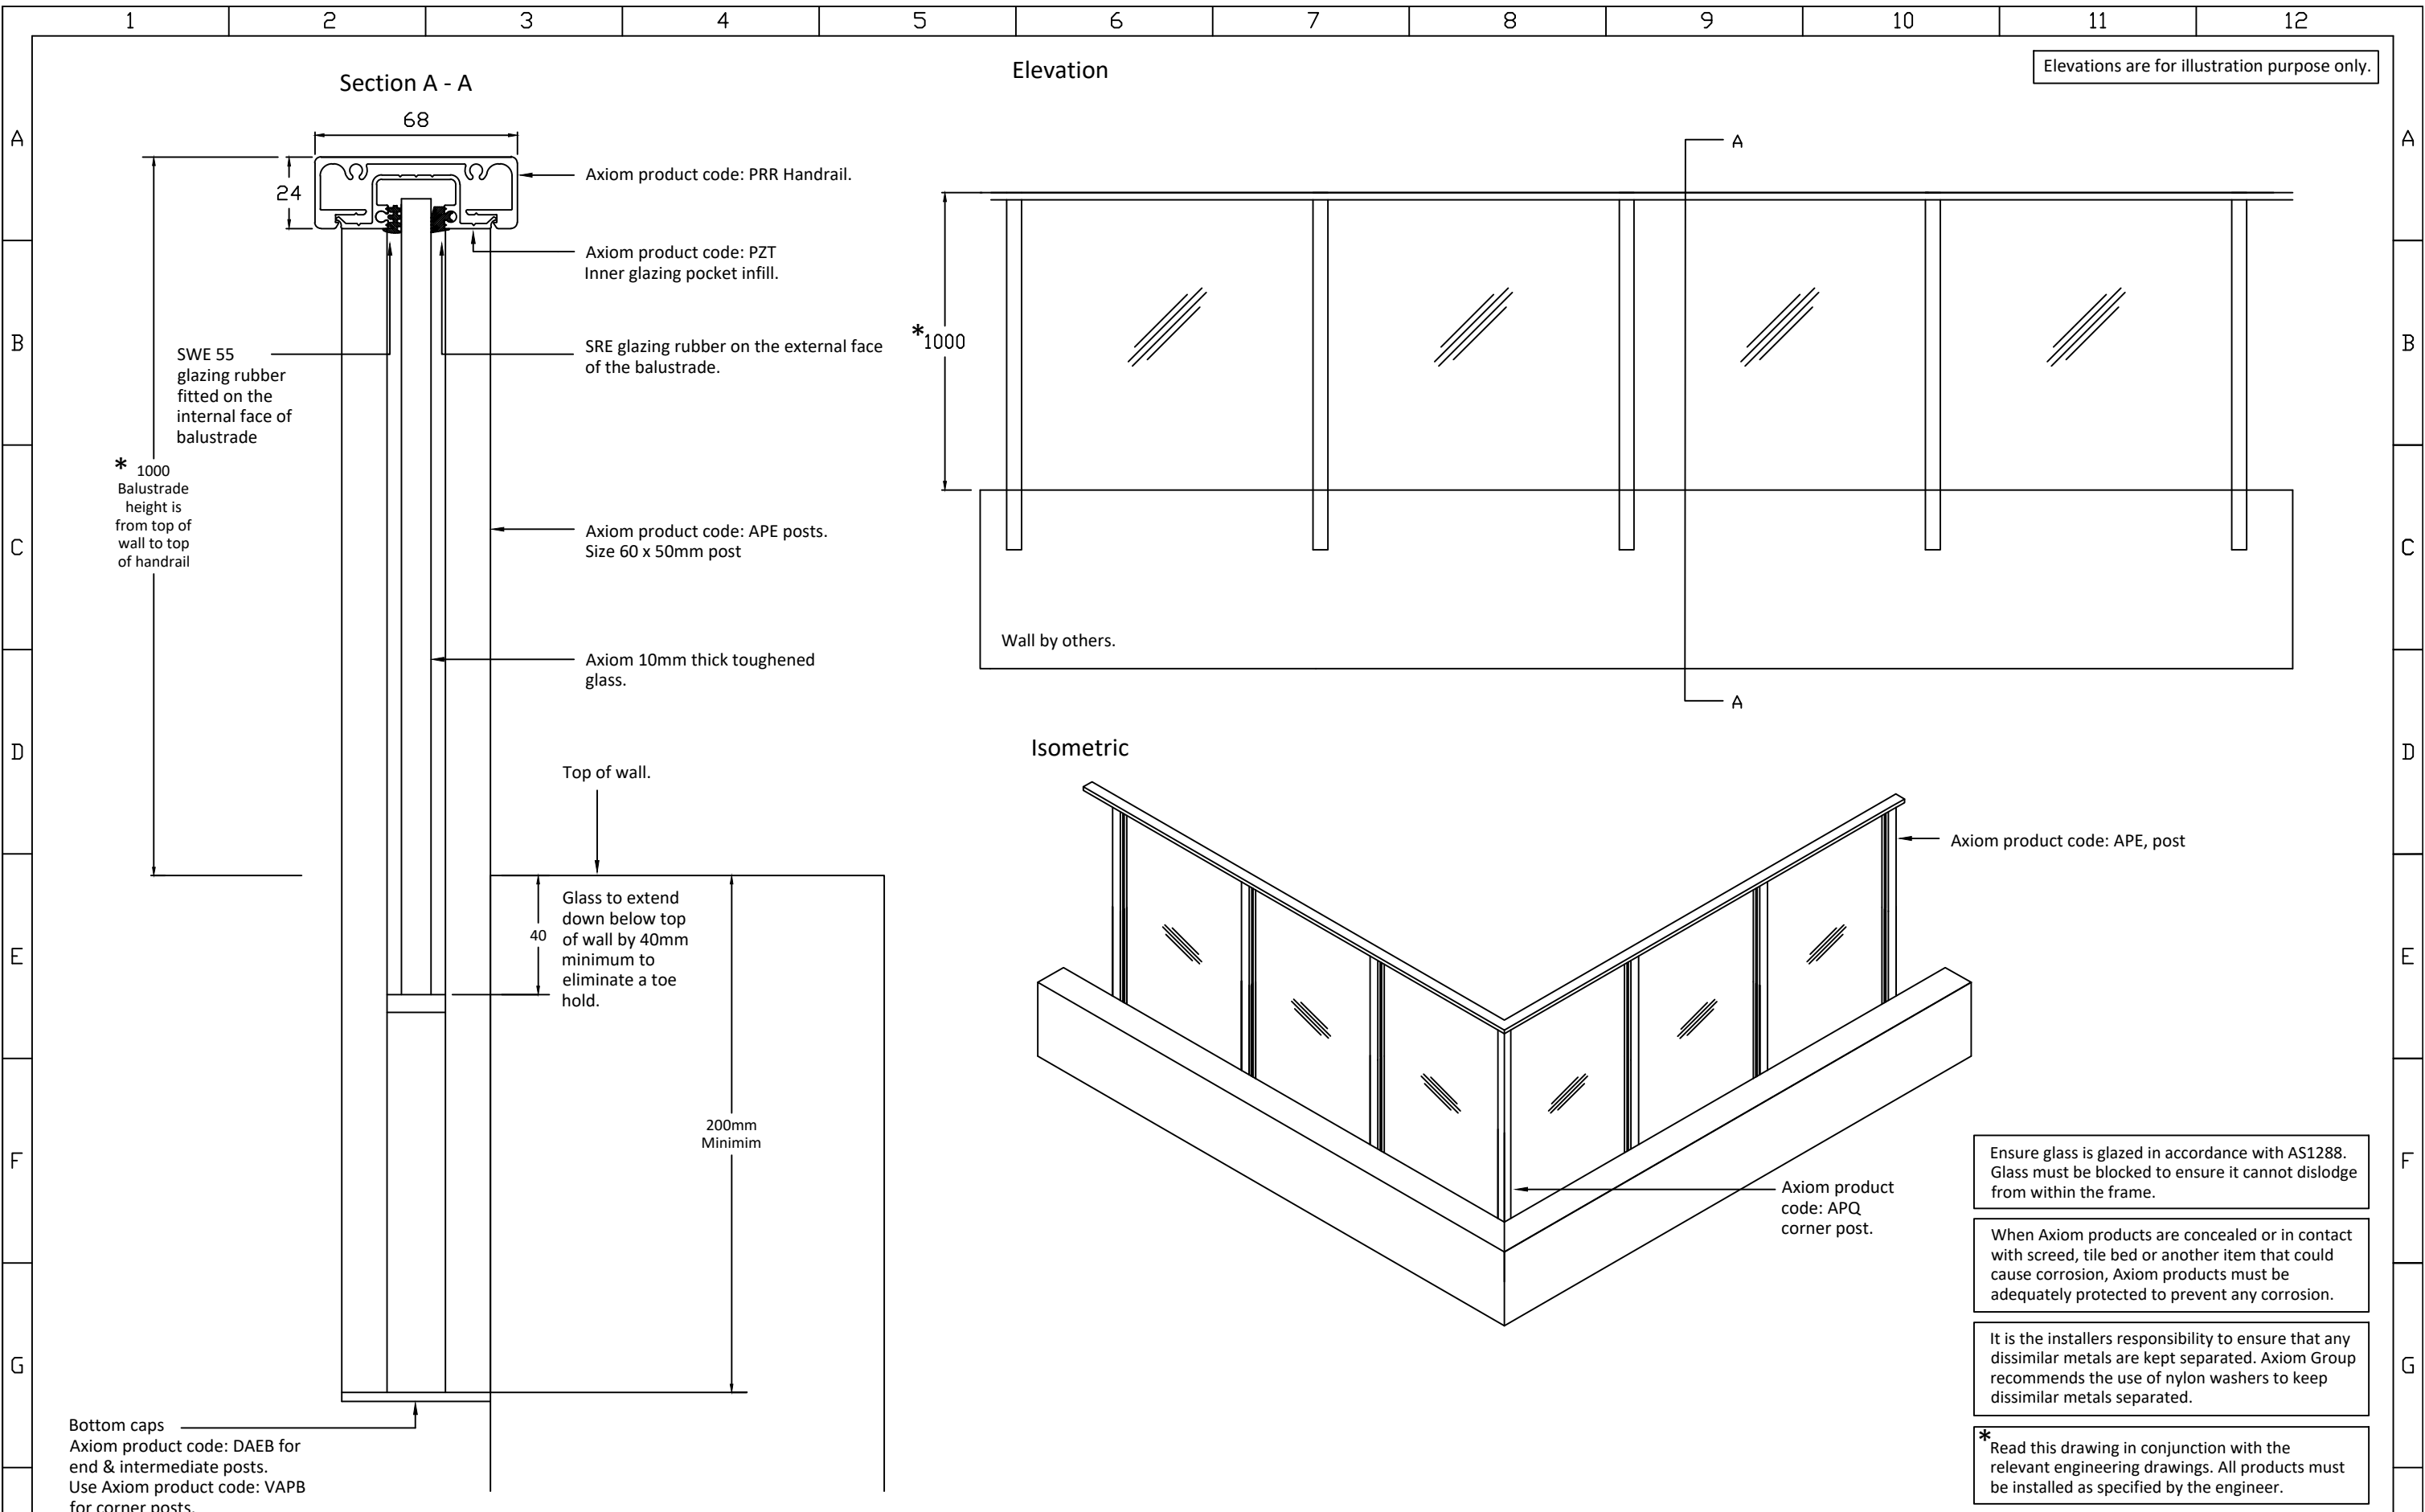 1 2 3 4 5 6 7 8 9 10 11 12
Section A - A
Elevation
Elevations are for illustration purpose only.
A
A
68
24
Axiom product code: PRR Handrail.
Axiom product code: PZT
Inner glazing pocket infill.
SWE 55
glazing rubber
fitted on the
internal face of
balustrade
SRE glazing rubber on the external face
of the balustrade.
* 1000
Balustrade
height is
from top of
wall to top
of handrail
Axiom product code: APE posts.
Size 60 x 50mm post
Axiom 10mm thick toughened
glass.
Top of wall.
40
Glass to extend
down below top
of wall by 40mm
minimum to
eliminate a toe
hold.
200mm
Minimim
Bottom caps
Axiom product code: DAEB for
end & intermediate posts.
Use Axiom product code: VAPB
for corner posts.
A
*1000
Wall by others.
A
Isometric
Axiom product code: APE, post
Axiom product
code: APQ
corner post.
Ensure glass is glazed in accordance with AS1288.
Glass must be blocked to ensure it cannot dislodge
from within the frame.
When Axiom products are concealed or in contact
with screed, tile bed or another item that could
cause corrosion, Axiom products must be
adequately protected to prevent any corrosion.
It is the installers responsibility to ensure that any
dissimilar metals are kept separated. Axiom Group
recommends the use of nylon washers to keep
dissimilar metals separated.
*Read this drawing in conjunction with the
relevant engineering drawings. All products must
be installed as specified by the engineer.
B
B
C
C
D
D
E
E
F
F
G
G